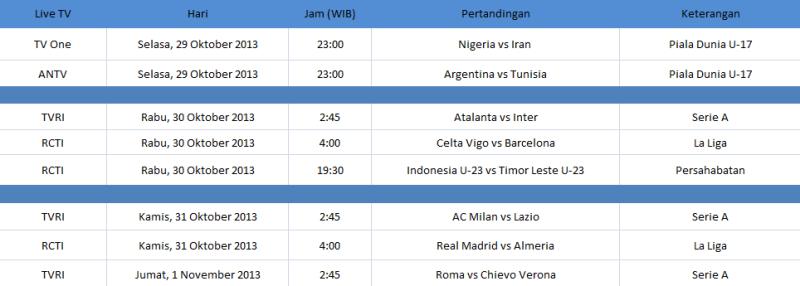 Live TV Hari Jam (WIB) Pertandingan Keterangan
TV One Selasa, 29 Oktober 2013 23:00 Nigeria vs Iran Piala Dunia U-17
ANTV Selasa, 29 Oktober 2013 23:00 Argentina vs Tunisia Piala Dunia U-17
TVRI Rabu, 30 Oktober 2013 2:45 Atalanta vs Inter Serie A
RCTI Rabu, 30 Oktober 2013 4:00 Celta Vigo vs Barcelona La Liga
RCTI Rabu, 30 Oktober 2013 19:30 Indonesia U-23 vs Timor Leste U-23 Persahabatan
TVRI Kamis, 31 Oktober 2013 2:45 AC Milan vs Lazio Serie A
RCTI Kamis, 31 Oktober 2013 4:00 Real Madrid vs Almeria La Liga
TVRI Jumat, 1 November 2013 2:45 Roma vs Chievo Verona Serie A